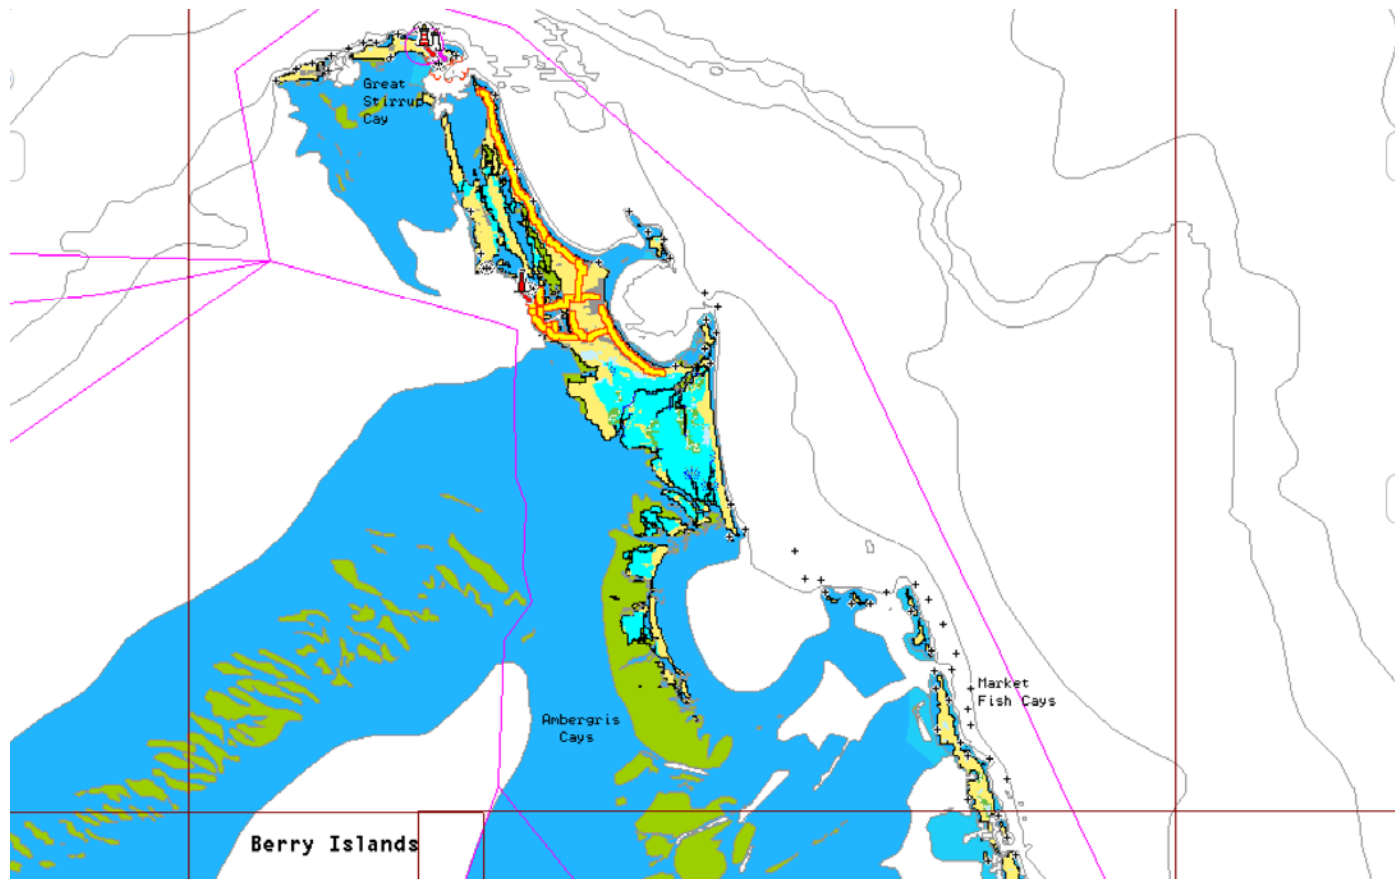 Great
Stirrup
Cay
Market
Fish Cays
Ambergris
Cays
Berry Islands